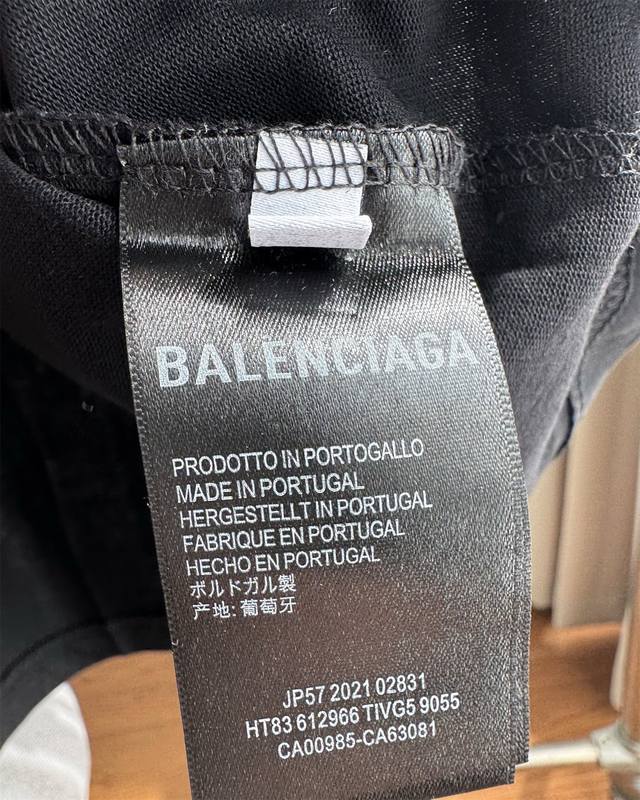 BALENCIAGA
PRODOTTO IN PORTOGALLO
MADE IN PORTUGAL
HERGESTELLT IN PORTUGAL
FABRIQUE EN PORTUGAL
HECHO EN PORTUGAL
ボルドガル製
产地: 葡萄牙
JP57 2021 02831
HT83 612966 TIVG5 9055
CA00985-CA63081